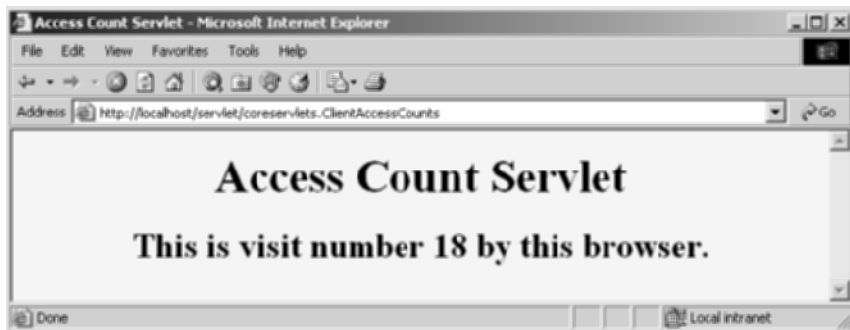 Access Count Servlet - Microsoft Internet Explorer
File Edit View Favorites Tools Help
Address http://localhost/servlet/coreservlets.ClientAccessCounts Go
Access Count Servlet
This is visit number 18 by this browser.
Done Local intranet